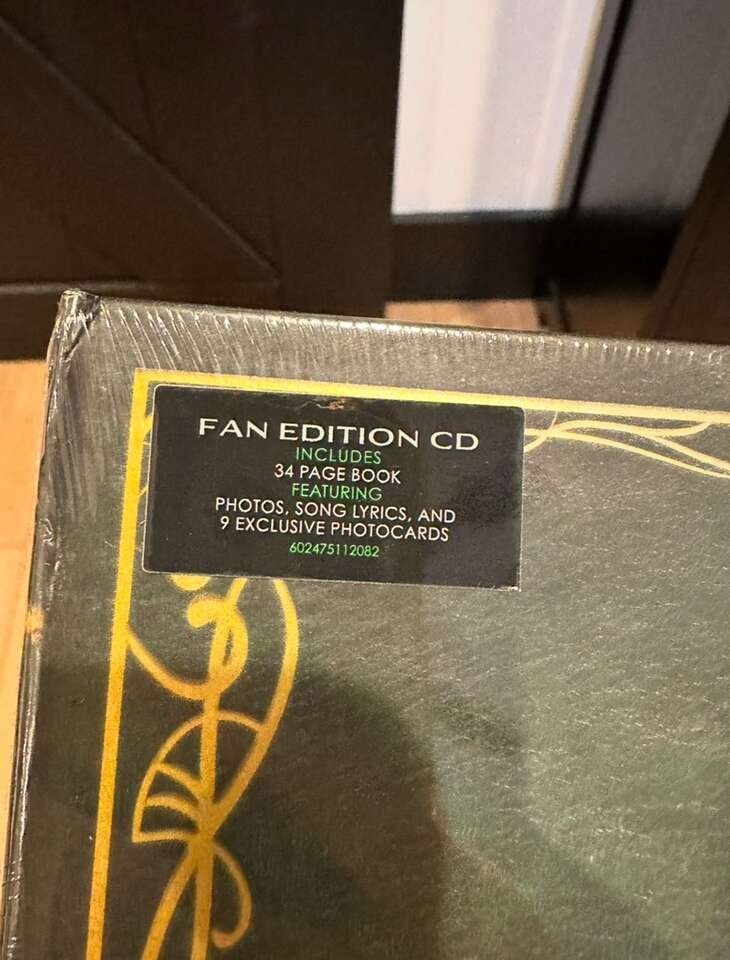 FAN EDITION CD
INCLUDES
34 PAGE BOOK
FEATURING
PHOTOS, SONG LYRICS, AND
9 EXCLUSIVE PHOTOCARDS
602475112082